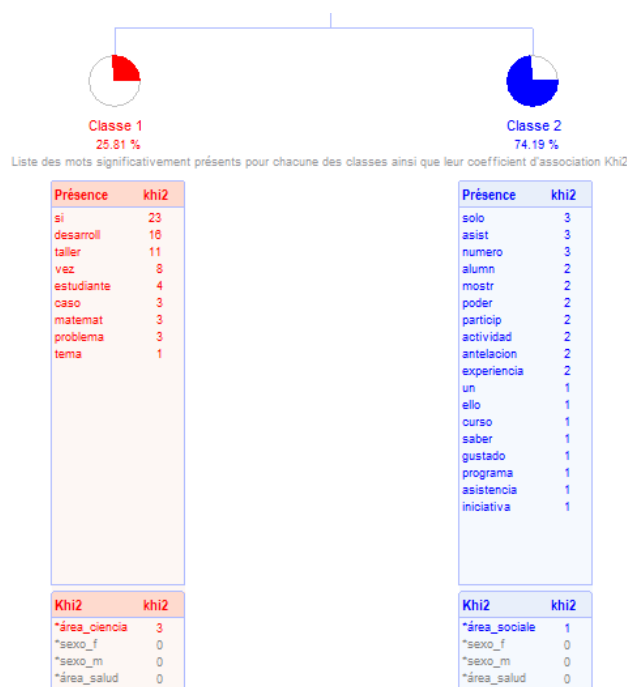 Classe 1 Classe 2
25.81 % 74.19 %
Liste des mots significativement présents pour chacune des classes ainsi que leur coefficient d'association Khi2
Présence khi2 Présence khi2
si 23 solo 3
desarroll 16 asist 3
taller 11 numero 3
vez 8 alumn 2
estudiante 4 mostr 2
caso 3 poder 2
matemat 3 particip 2
problema 3 actividad 2
tema 1 antelacion 2
experiencia 2
un 1
ello 1
curso 1
saber 1
gustado 1
programa 1
asistencia 1
iniciativa 1
Khi2 khi2 Khi2 khi2
*área_ciencia 3 *área_sociale 1
*sexo_f 0 *sexo_f 0
*sexo_m 0 *sexo_m 0
*área_salud 0 *área_salud 0